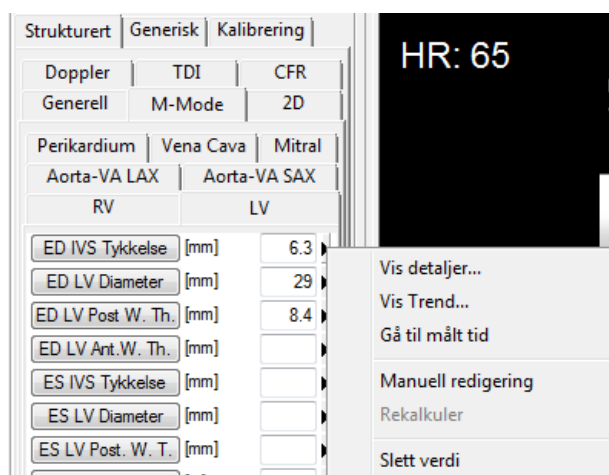 Strukturert Generisk Kalibrering
Doppler TDI CFR
Generell M-Mode 2D
Perikardium Vena Cava Mitral
Aorta-VA LAX Aorta-VA SAX
RV LV
ED IVS Tykkelse [mm] 6.3
ED LV Diameter [mm] 29
ED LV Post W. Th. [mm] 8.4
ED LV Ant.W. Th. [mm]
ES IVS Tykkelse [mm]
ES LV Diameter [mm]
ES LV Post. W. T. [mm]
HR: 65
Vis detaljer...
Vis Trend...
Gå til målt tid
Manuell redigering
Rekalkuler
Slett verdi